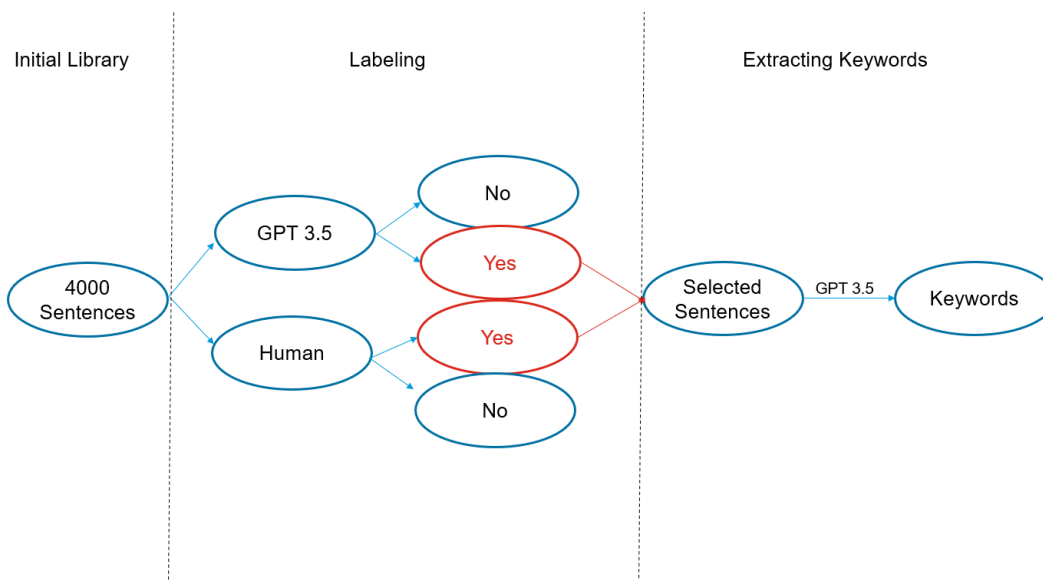 Initial Library
Labeling
Extracting Keywords
No
GPT 3.5
Yes
4000
Sentences
Selected
Sentences
GPT 3.5
Keywords
Human
Yes
No